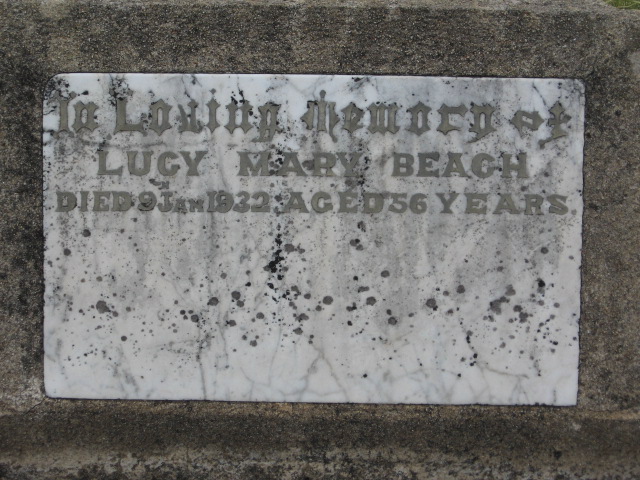 In Loving Memory of
LUCY MARY BEACH
DIED 9 JAN 1932 AGED 56 YEARS.